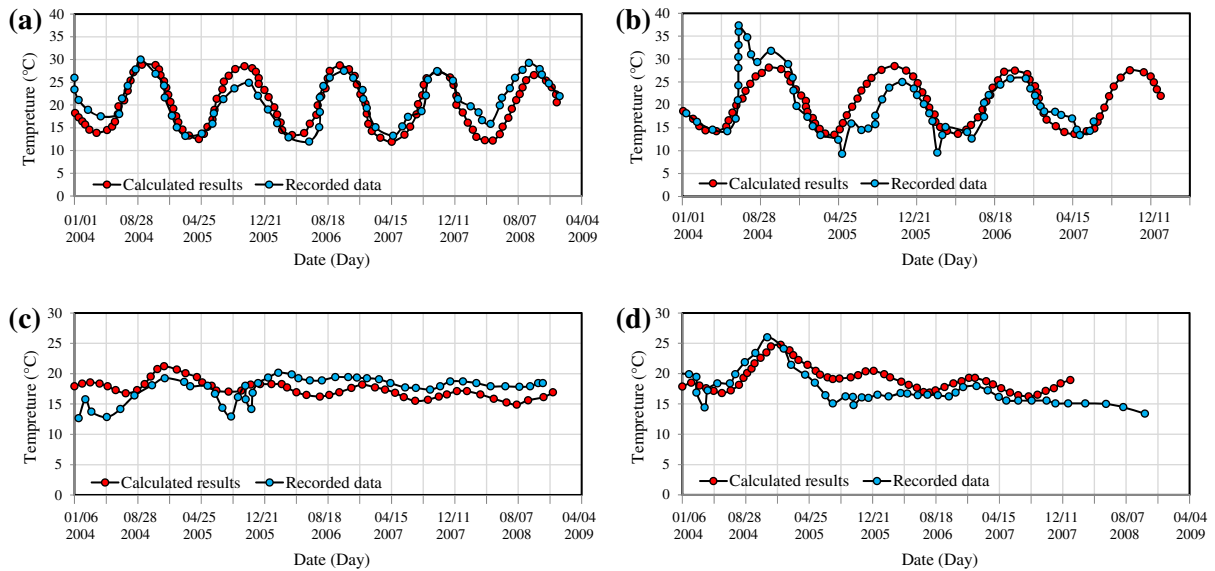 (a)
Tempreture (°C)
40
35
30
25
20
15
10
5
0
Calculated results
Recorded data
01/01 08/28 04/25 12/21 08/18 04/15 12/11 08/07 04/04
2004 2004 2005 2005 2006 2007 2007 2008 2009
Date (Day)
(b)
Tempreture (°C)
40
35
30
25
20
15
10
5
0
Calculated results
Recorded data
01/01 08/28 04/25 12/21 08/18 04/15 12/11
2004 2004 2005 2005 2006 2007 2007
Date (Day)
(c)
Tempreture (°C)
30
25
20
15
10
5
0
Calculated results
Recorded data
01/06 08/28 04/25 12/21 08/18 04/15 12/11 08/07 04/04
2004 2004 2005 2005 2006 2007 2007 2008 2009
Date (Day)
(d)
Tempreture (°C)
30
25
20
15
10
5
0
Calculated results
Recorded data
01/06 08/28 04/25 12/21 08/18 04/15 12/11 08/07 04/04
2004 2004 2005 2005 2006 2007 2007 2008 2009
Date (Day)